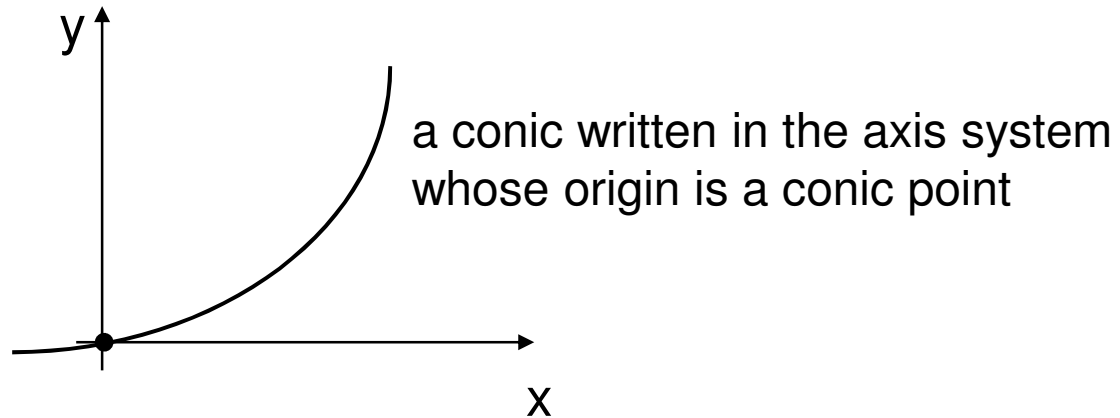 y
a conic written in the axis system
whose origin is a conic point
x